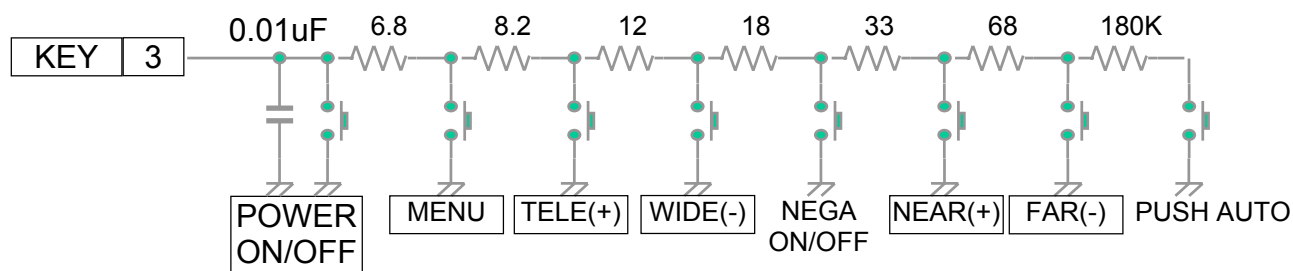 0.01uF 6.8 8.2 12 18 33 68 180K
KEY 3
POWER MENU TELE(+) WIDE(-) NEGA NEAR(+) FAR(-) PUSH AUTO
ON/OFF ON/OFF